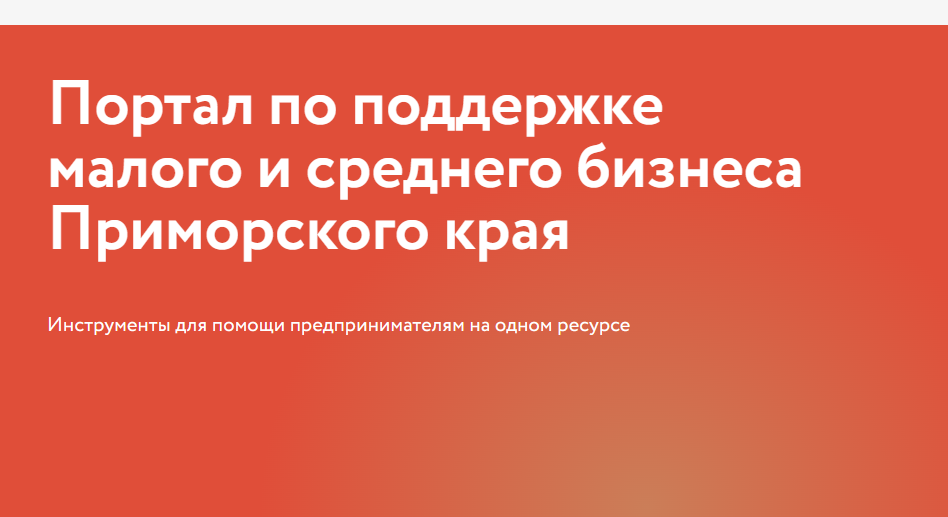 Портал по поддержке
малого и среднего бизнеса
Приморского края
Инструменты для помощи предпринимателям на одном ресурсе